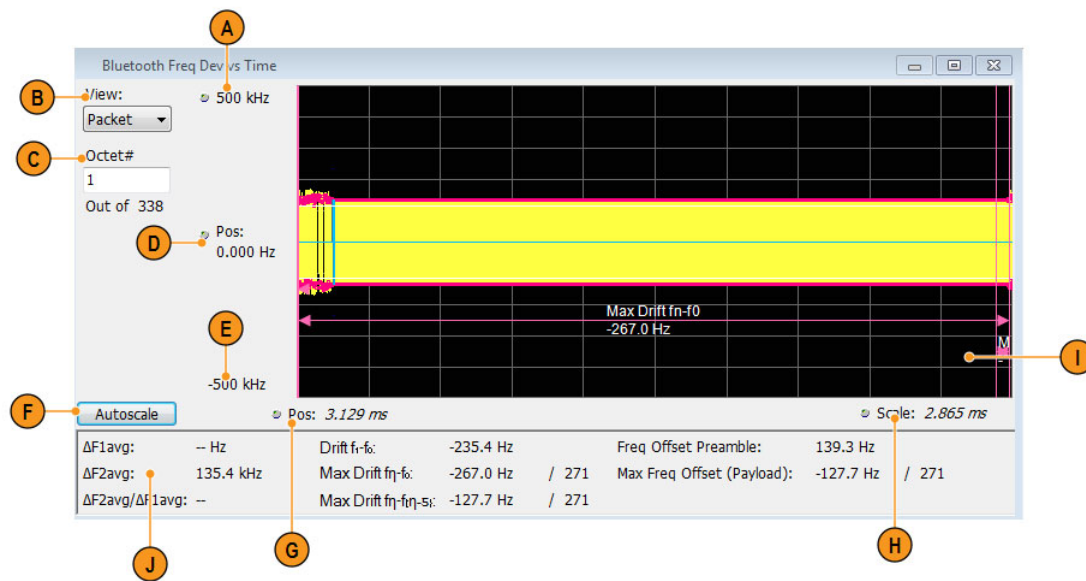 A
Bluetooth Freq Dev vs Time
B
View:
500 kHz
Packet
C
Octet#
1
Out of 338
D
Pos:
0.000 Hz
Max Drift fn-f0
-267.0 Hz
E
M
-
I
-500 kHz
F
Autoscale
Pos: 3.129 ms
Scale: 2.865 ms
ΔF1avg: -- Hz Drift f₁-f₀: -235.4 Hz Freq Offset Preamble: 139.3 Hz
ΔF2avg: 135.4 kHz Max Drift fη-f₀: -267.0 Hz / 271 Max Freq Offset (Payload): -127.7 Hz / 271
ΔF2avg/ΔF1avg: -- Max Drift fη-fη-5: -127.7 Hz / 271
J
G
H